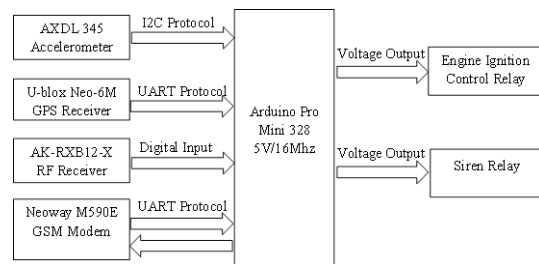 AXDL 345
Accelerometer
I2C Protocol
U-blox Neo-6M
GPS Receiver
UART Protocol
AK-RXB12-X
RF Receiver
Digital Input
Neoway M590E
GSM Modem
UART Protocol
Arduino Pro
Mini 328
5V/16Mhz
Voltage Output
Engine Ignition
Control Relay
Voltage Output
Siren Relay